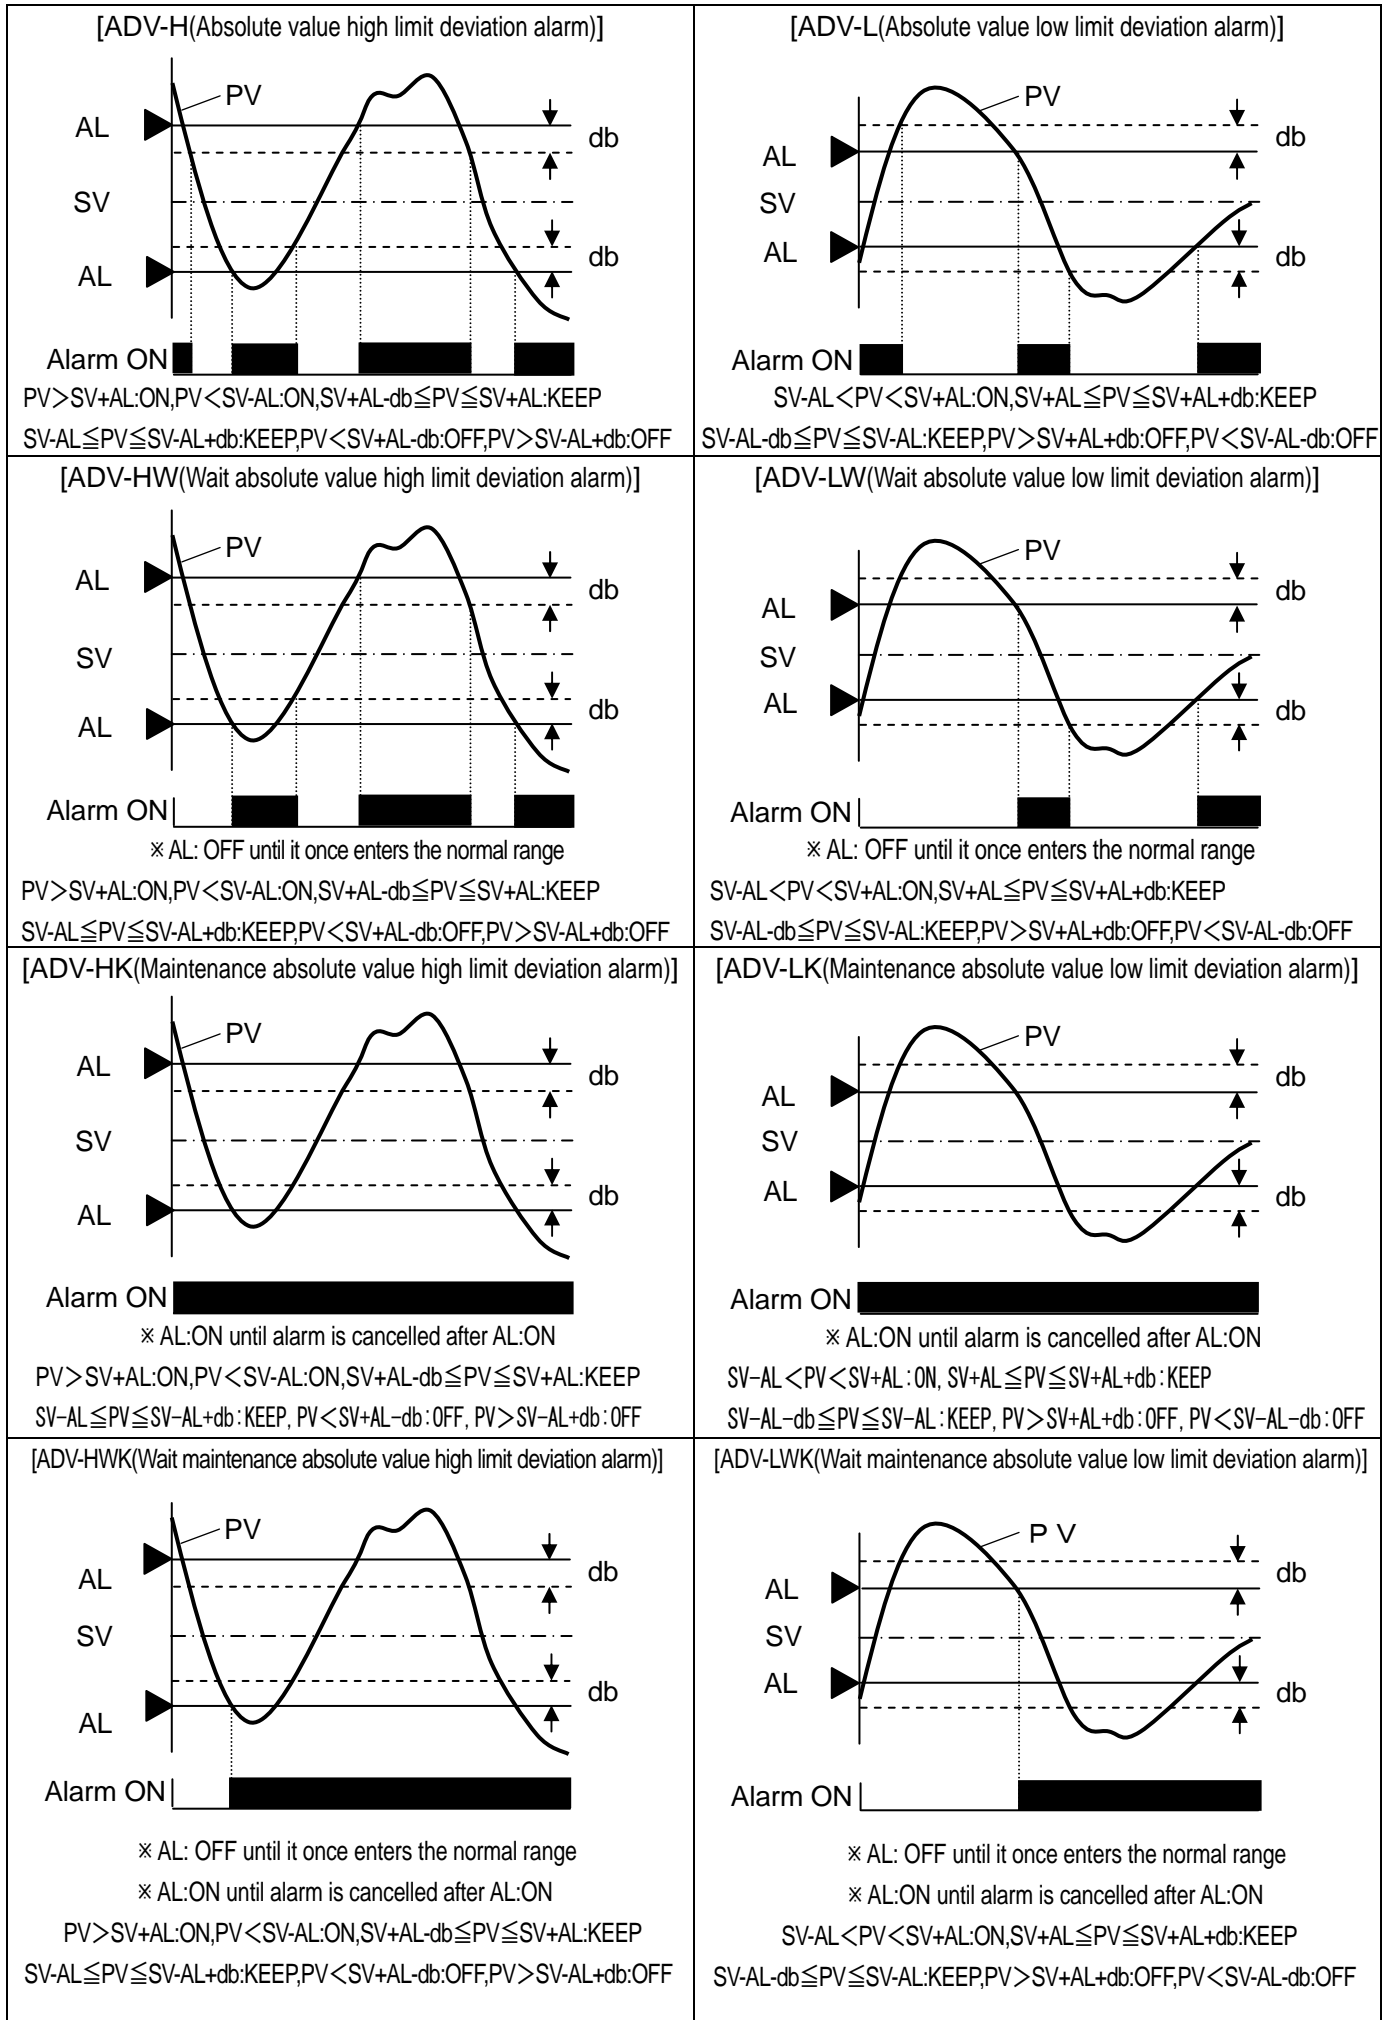 [ADV-H(Absolute value high limit deviation alarm)]
PV
AL
db
SV
AL
db
Alarm ON
PV＞SV+AL:ON,PV＜SV-AL:ON,SV+AL-db≦PV≦SV+AL:KEEP
SV-AL≦PV≦SV-AL+db:KEEP,PV＜SV+AL-db:OFF,PV＞SV-AL+db:OFF
[ADV-L(Absolute value low limit deviation alarm)]
PV
db
AL
SV
AL
db
Alarm ON
SV-AL＜PV＜SV+AL:ON,SV+AL≦PV≦SV+AL+db:KEEP
SV-AL-db≦PV≦SV-AL:KEEP,PV＞SV+AL+db:OFF,PV＜SV-AL-db:OFF
[ADV-HW(Wait absolute value high limit deviation alarm)]
PV
AL
db
SV
AL
db
Alarm ON
※ AL: OFF until it once enters the normal range
PV＞SV+AL:ON,PV＜SV-AL:ON,SV+AL-db≦PV≦SV+AL:KEEP
SV-AL≦PV≦SV-AL+db:KEEP,PV＜SV+AL-db:OFF,PV＞SV-AL+db:OFF
[ADV-LW(Wait absolute value low limit deviation alarm)]
PV
db
AL
SV
AL
db
Alarm ON
※ AL: OFF until it once enters the normal range
SV-AL＜PV＜SV+AL:ON,SV+AL≦PV≦SV+AL+db:KEEP
SV-AL-db≦PV≦SV-AL:KEEP,PV＞SV+AL+db:OFF,PV＜SV-AL-db:OFF
[ADV-HK(Maintenance absolute value high limit deviation alarm)]
PV
AL
db
SV
AL
db
Alarm ON
※ AL:ON until alarm is cancelled after AL:ON
PV＞SV+AL:ON,PV＜SV-AL:ON,SV+AL-db≦PV≦SV+AL:KEEP
SV-AL≦PV≦SV-AL+db:KEEP, PV＜SV+AL-db:OFF, PV＞SV-AL+db:OFF
[ADV-LK(Maintenance absolute value low limit deviation alarm)]
PV
db
AL
SV
AL
db
Alarm ON
※ AL:ON until alarm is cancelled after AL:ON
SV-AL＜PV＜SV+AL:ON, SV+AL≦PV≦SV+AL+db:KEEP
SV-AL-db≦PV≦SV-AL:KEEP, PV＞SV+AL+db:OFF, PV＜SV-AL-db:OFF
[ADV-HWK(Wait maintenance absolute value high limit deviation alarm)]
PV
AL
db
SV
AL
db
Alarm ON
※ AL: OFF until it once enters the normal range
※ AL:ON until alarm is cancelled after AL:ON
PV＞SV+AL:ON,PV＜SV-AL:ON,SV+AL-db≦PV≦SV+AL:KEEP
SV-AL≦PV≦SV-AL+db:KEEP,PV＜SV+AL-db:OFF,PV＞SV-AL+db:OFF
[ADV-LWK(Wait maintenance absolute value low limit deviation alarm)]
ＰＶ
db
AL
SV
AL
db
Alarm ON
※ AL: OFF until it once enters the normal range
※ AL:ON until alarm is cancelled after AL:ON
SV-AL＜PV＜SV+AL:ON,SV+AL≦PV≦SV+AL+db:KEEP
SV-AL-db≦PV≦SV-AL:KEEP,PV＞SV+AL+db:OFF,PV＜SV-AL-db:OFF